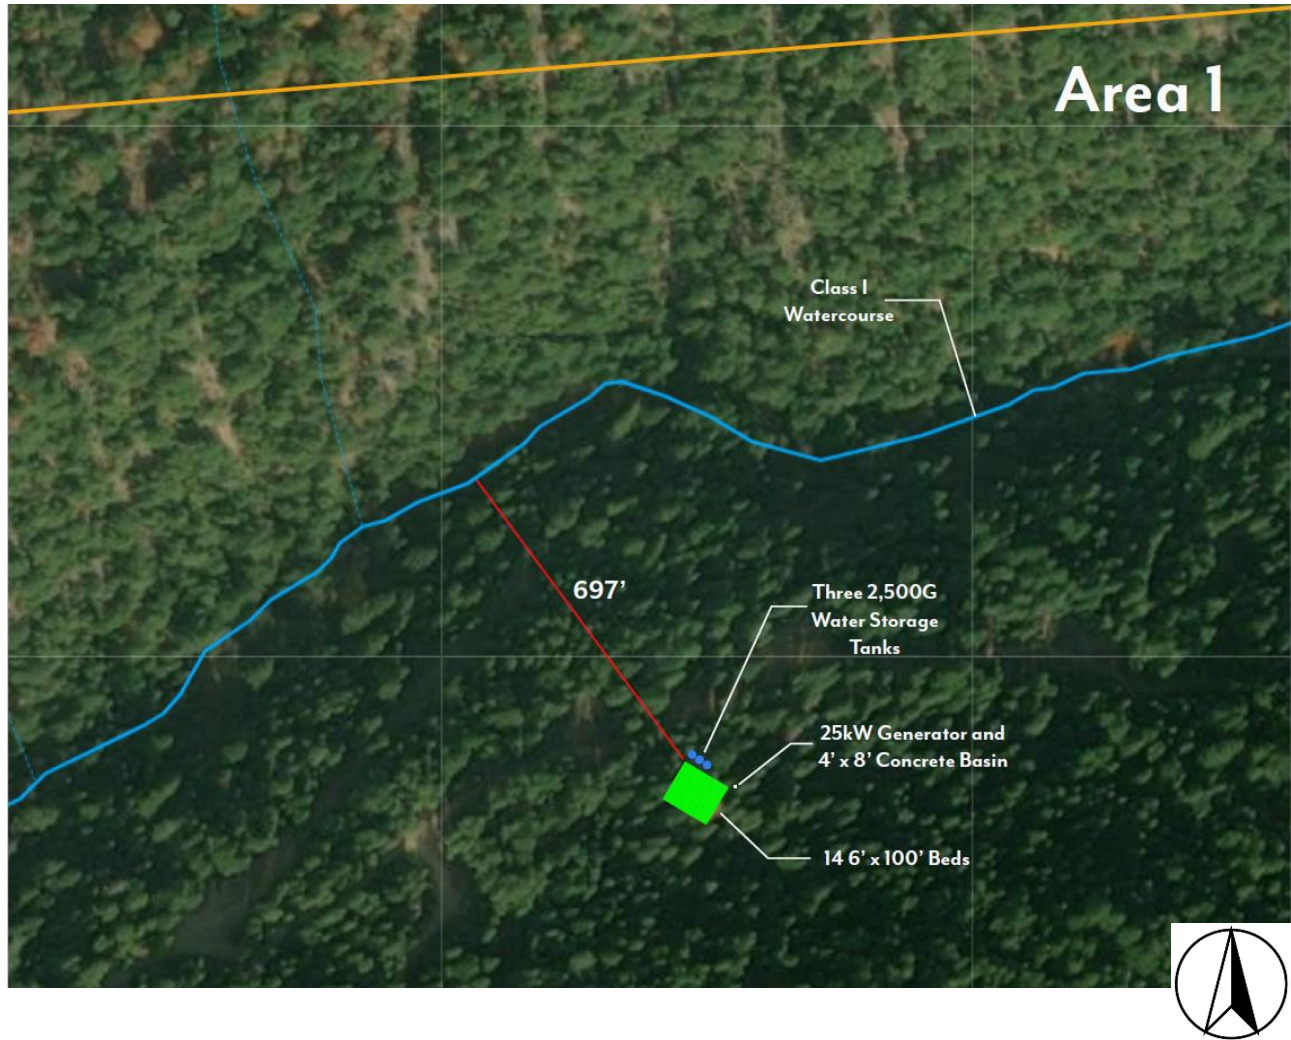 Area 1
Class I
Watercourse
697’
Three 2,500G
Water Storage
Tanks
25kW Generator and
4’ x 8’ Concrete Basin
14 6’ x 100’ Beds